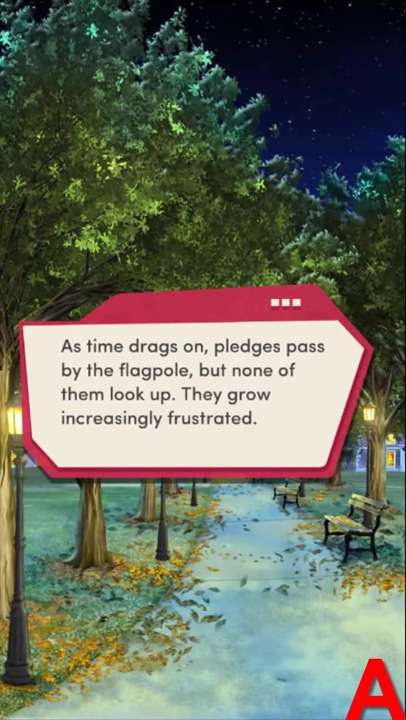 As time drags on, pledges pass
by the flagpole, but none of
them look up. They grow
increasingly frustrated.
A